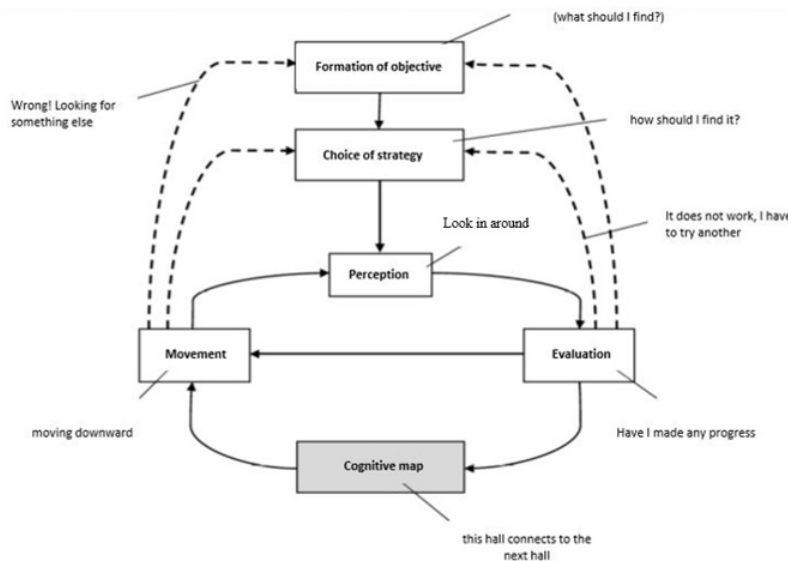 (what should I find?)
Formation of objective
Wrong! Looking for
something else
how should I find it?
Choice of strategy
Look in around
It does not work, I have
to try another
Perception
Movement
Evaluation
moving downward
Have I made any progress
Cognitive map
this hall connects to the
next hall